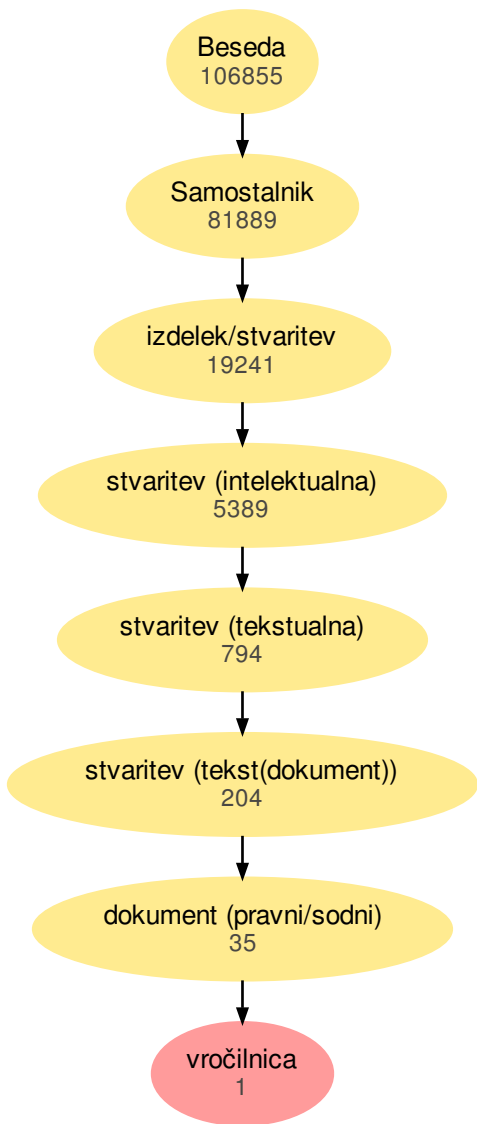 Beseda
106855
Samostalnik
81889
izdelek/stvaritev
19241
stvaritev (intelektualna)
5389
stvaritev (tekstualna)
794
stvaritev (tekst(dokument))
204
dokument (pravni/sodni)
35
vročilnica
1